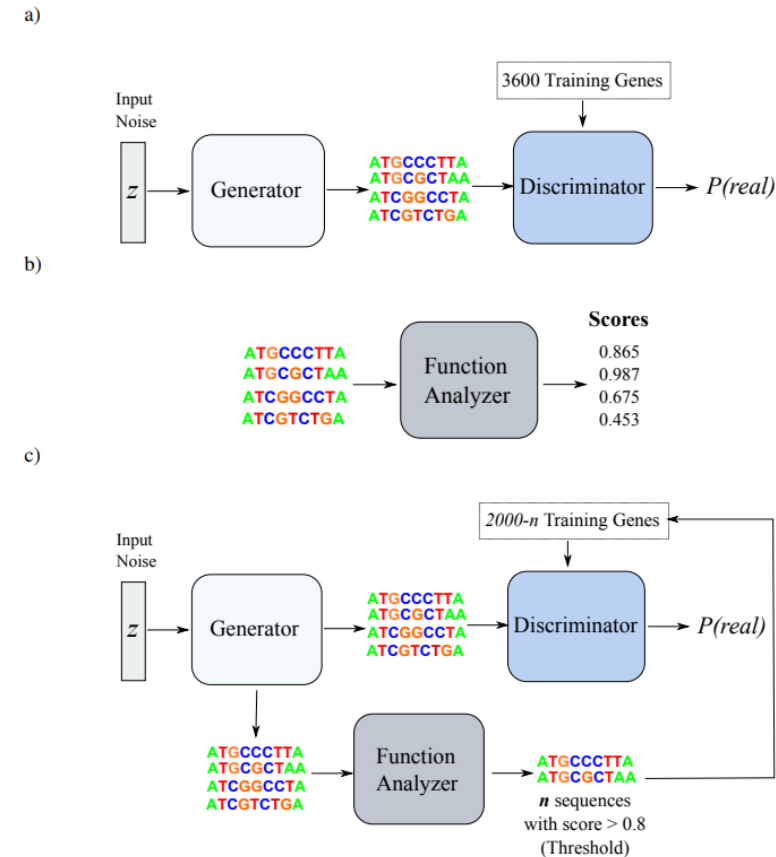 a)
3600 Training Genes
Input
Noise
z
Generator
ATGCCCTTA
ATGCGCTAA
ATCGGCCTA
ATCGTCTGA
Discriminator
P(real)
b)
ATGCCCTTA
ATGCGCTAA
ATCGGCCTA
ATCGTCTGA
Function
Analyzer
Scores
0.865
0.987
0.675
0.453
c)
2000-n Training Genes
Input
Noise
z
Generator
ATGCCCTTA
ATGCGCTAA
ATCGGCCTA
ATCGTCTGA
Discriminator
P(real)
ATGCCCTTA
ATGCGCTAA
ATCGGCCTA
ATCGTCTGA
Function
Analyzer
ATGCCCTTA
ATGCGCTAA
n sequences
with score > 0.8
(Threshold)